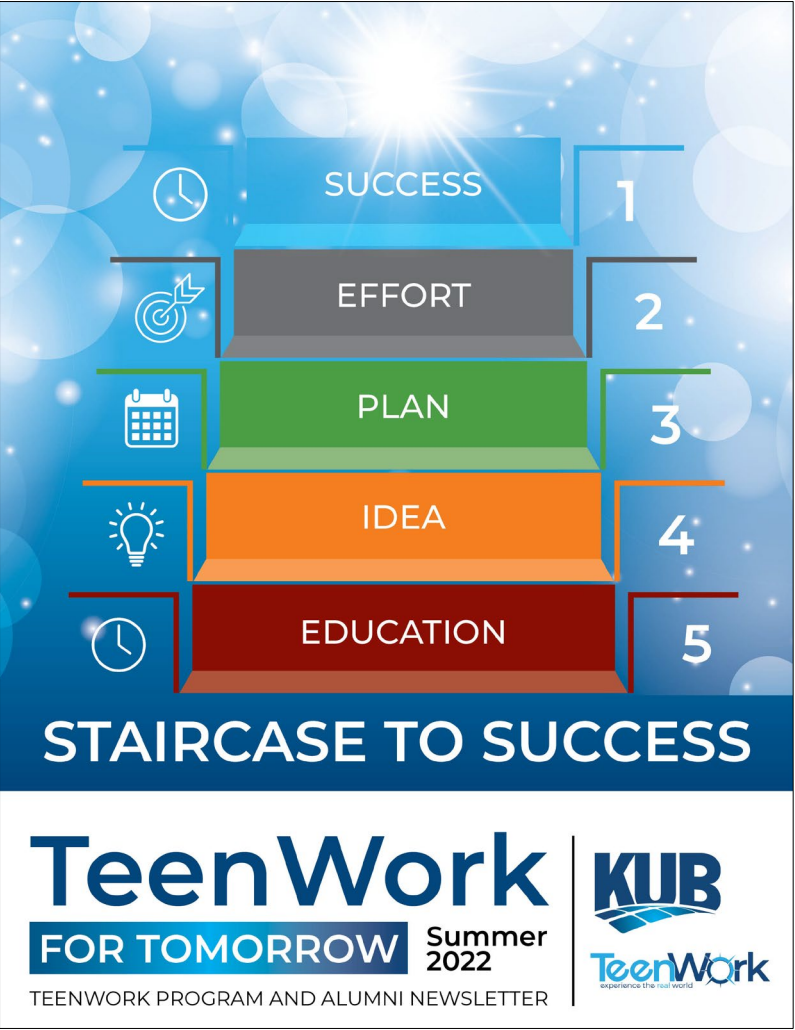 SUCCESS
1
EFFORT
2
PLAN
3
IDEA
4
EDUCATION
5
STAIRCASE TO SUCCESS
TeenWork
FOR TOMORROW
Summer
2022
TEENWORK PROGRAM AND ALUMNI NEWSLETTER
KUB
TeenWork
experience the real world